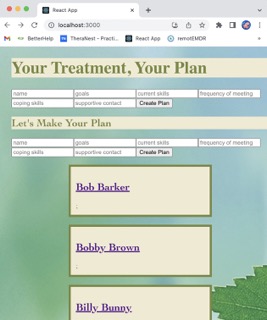 React App
localhost:3000
BetterHelp
TheraNest - Practi...
React App
remotEMDR
Your Treatment, Your Plan
name goals current skills frequency of meeting
coping skills supportive contact Create Plan
Let's Make Your Plan
name goals current skills frequency of meeting
coping skills supportive contact Create Plan
Bob Barker
Bobby Brown
Billy Bunny